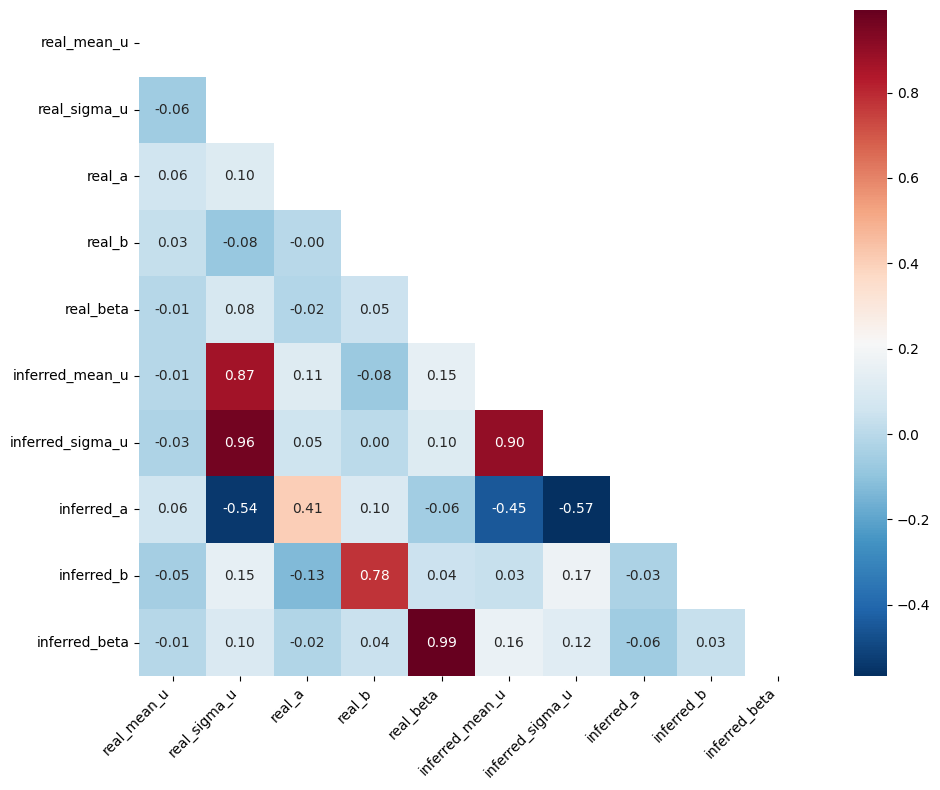 real_mean_u
real_sigma_u -0.06
real_a 0.06 0.10
real_b 0.03 -0.08 -0.00
real_beta -0.01 0.08 -0.02 0.05
inferred_mean_u -0.01 0.87 0.11 -0.08 0.15
inferred_sigma_u -0.03 0.96 0.05 0.00 0.10 0.90
inferred_a 0.06 -0.54 0.41 0.10 -0.06 -0.45 -0.57
inferred_b -0.05 0.15 -0.13 0.78 0.04 0.03 0.17 -0.03
inferred_beta -0.01 0.10 -0.02 0.04 0.99 0.16 0.12 -0.06 0.03
real_mean_u
real_sigma_u
real_a
real_b
real_beta
inferred_mean_u
inferred_sigma_u
inferred_a
inferred_b
inferred_beta
0.8
0.6
0.4
0.2
0.0
−0.2
−0.4